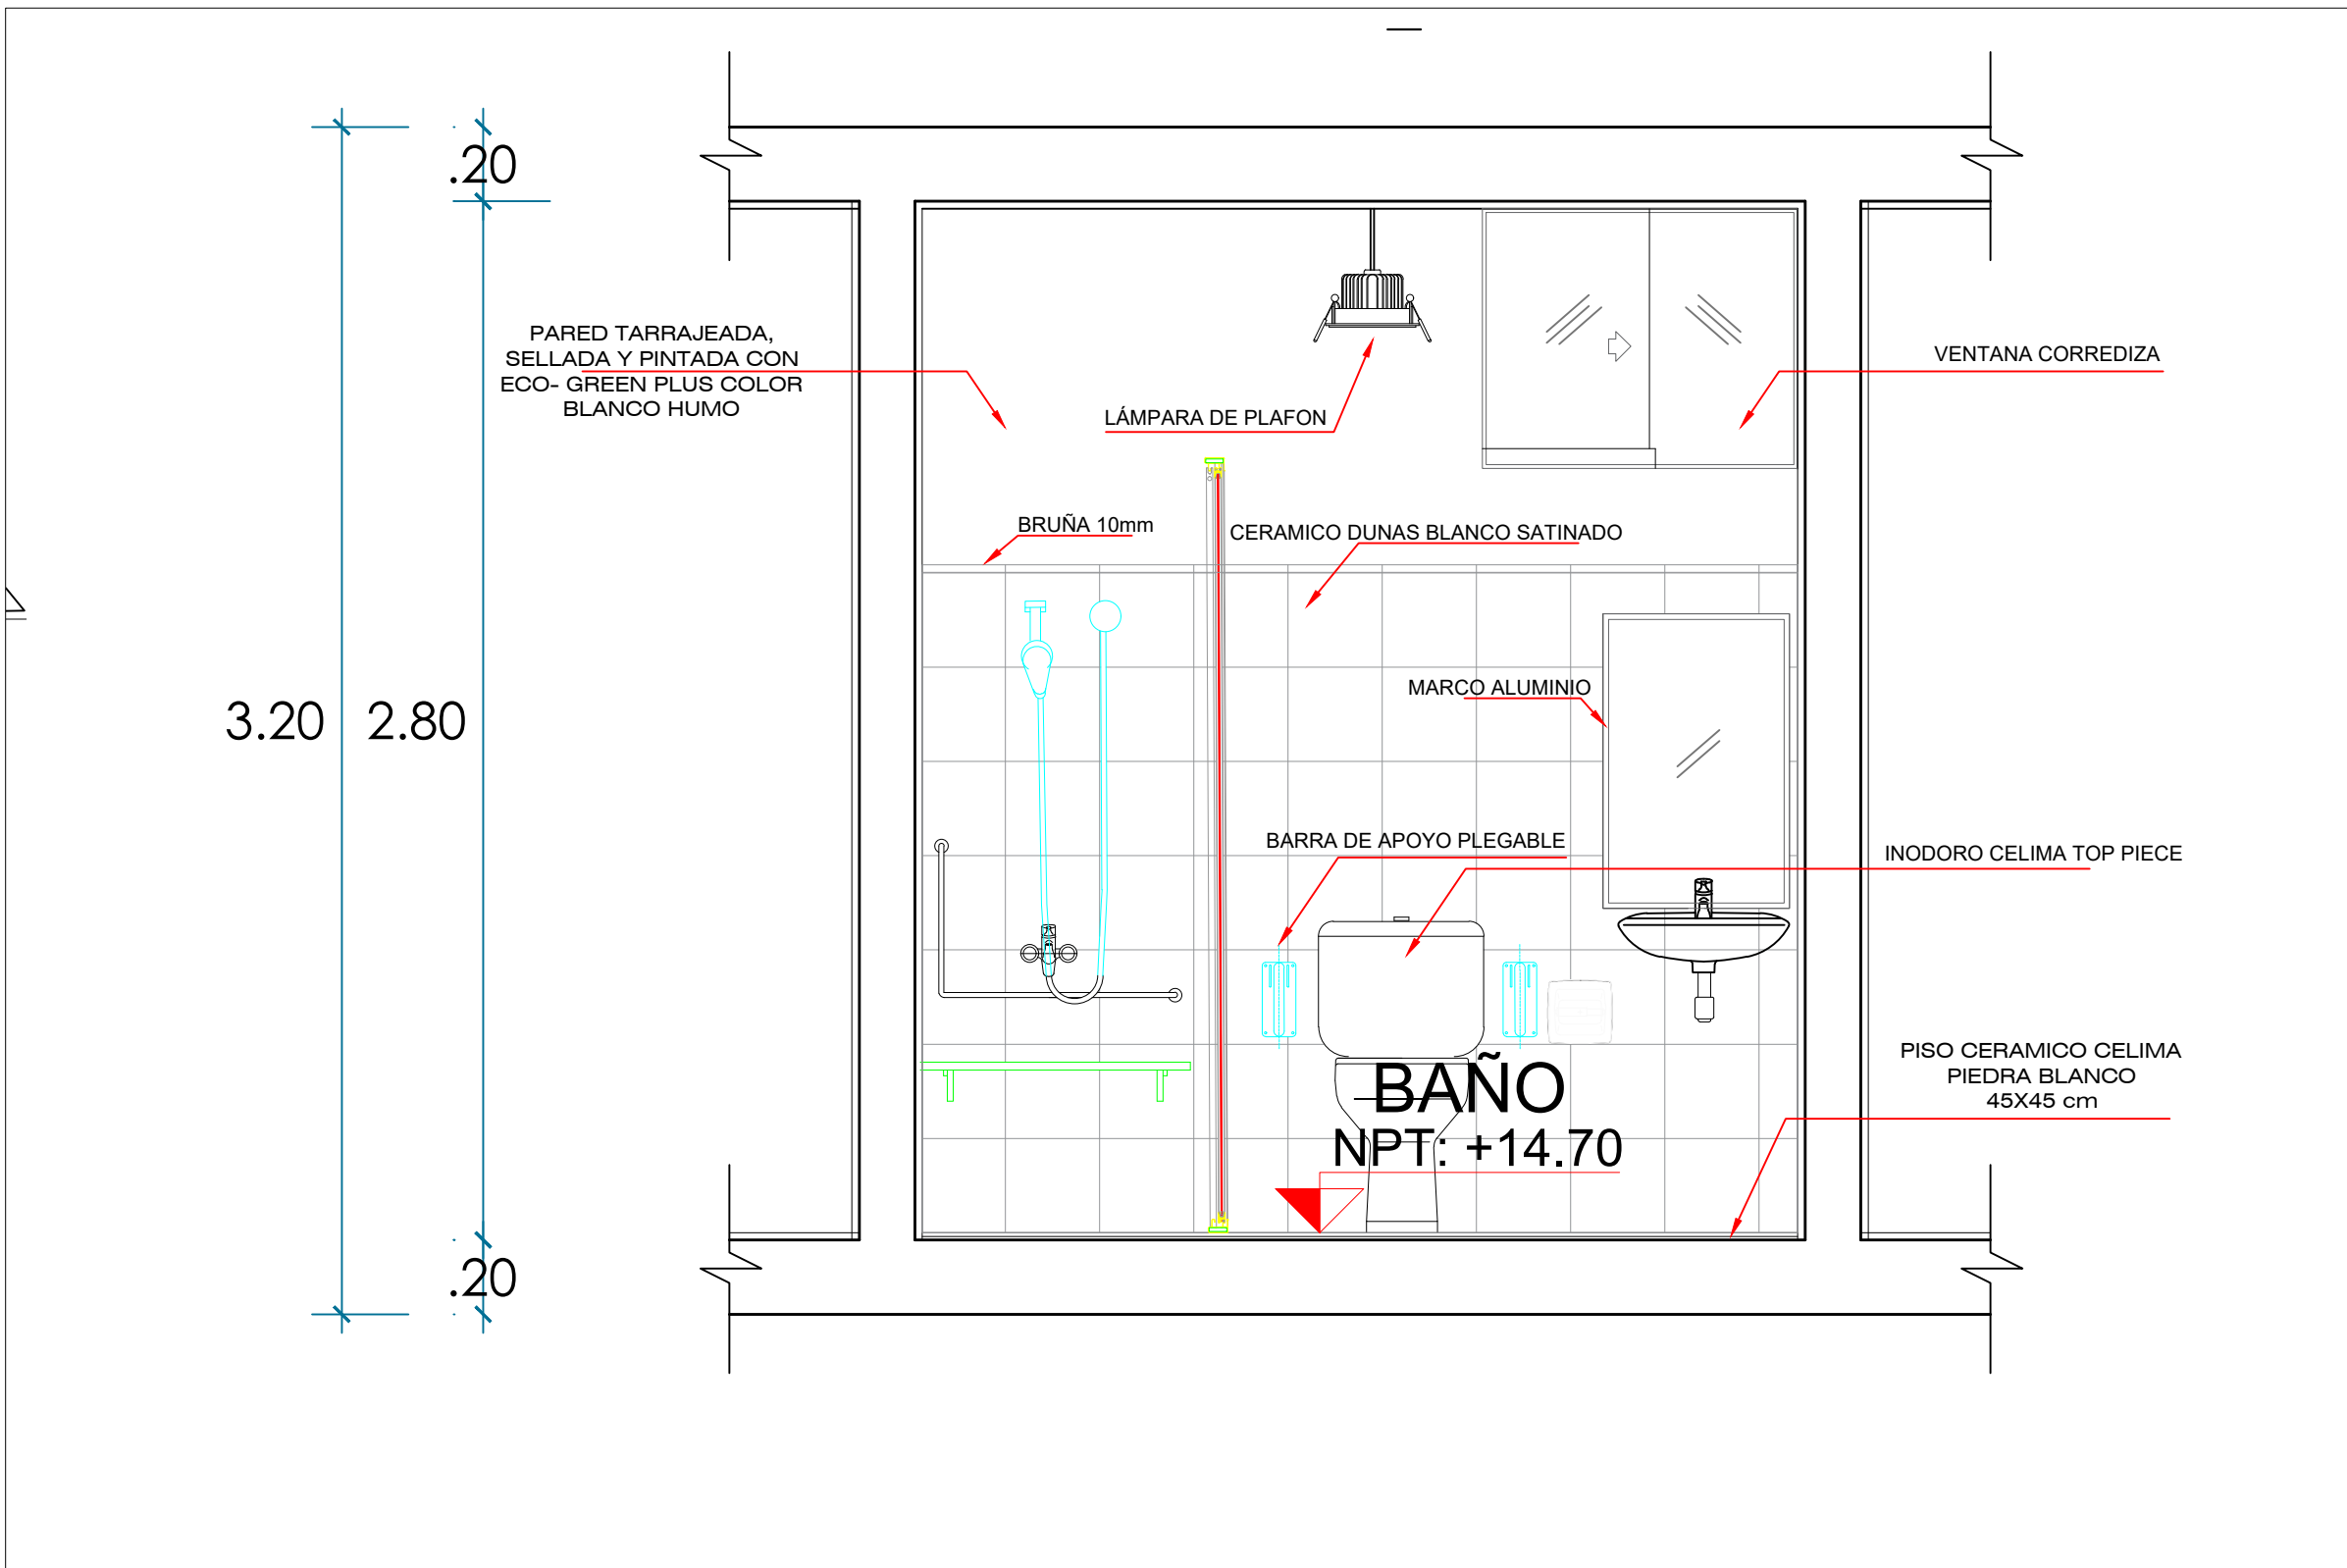 .20
PARED TARRAJEADA,
SELLADA Y PINTADA CON
ECO- GREEN PLUS COLOR
BLANCO HUMO
VENTANA CORREDIZA
LÁMPARA DE PLAFON
BRUÑA 10mm
CERAMICO DUNAS BLANCO SATINADO
MARCO ALUMINIO
3.20
2.80
BARRA DE APOYO PLEGABLE
INODORO CELIMA TOP PIECE
PISO CERAMICO CELIMA
PIEDRA BLANCO
45X45 cm
BAÑO
NPT: +14.70
.20